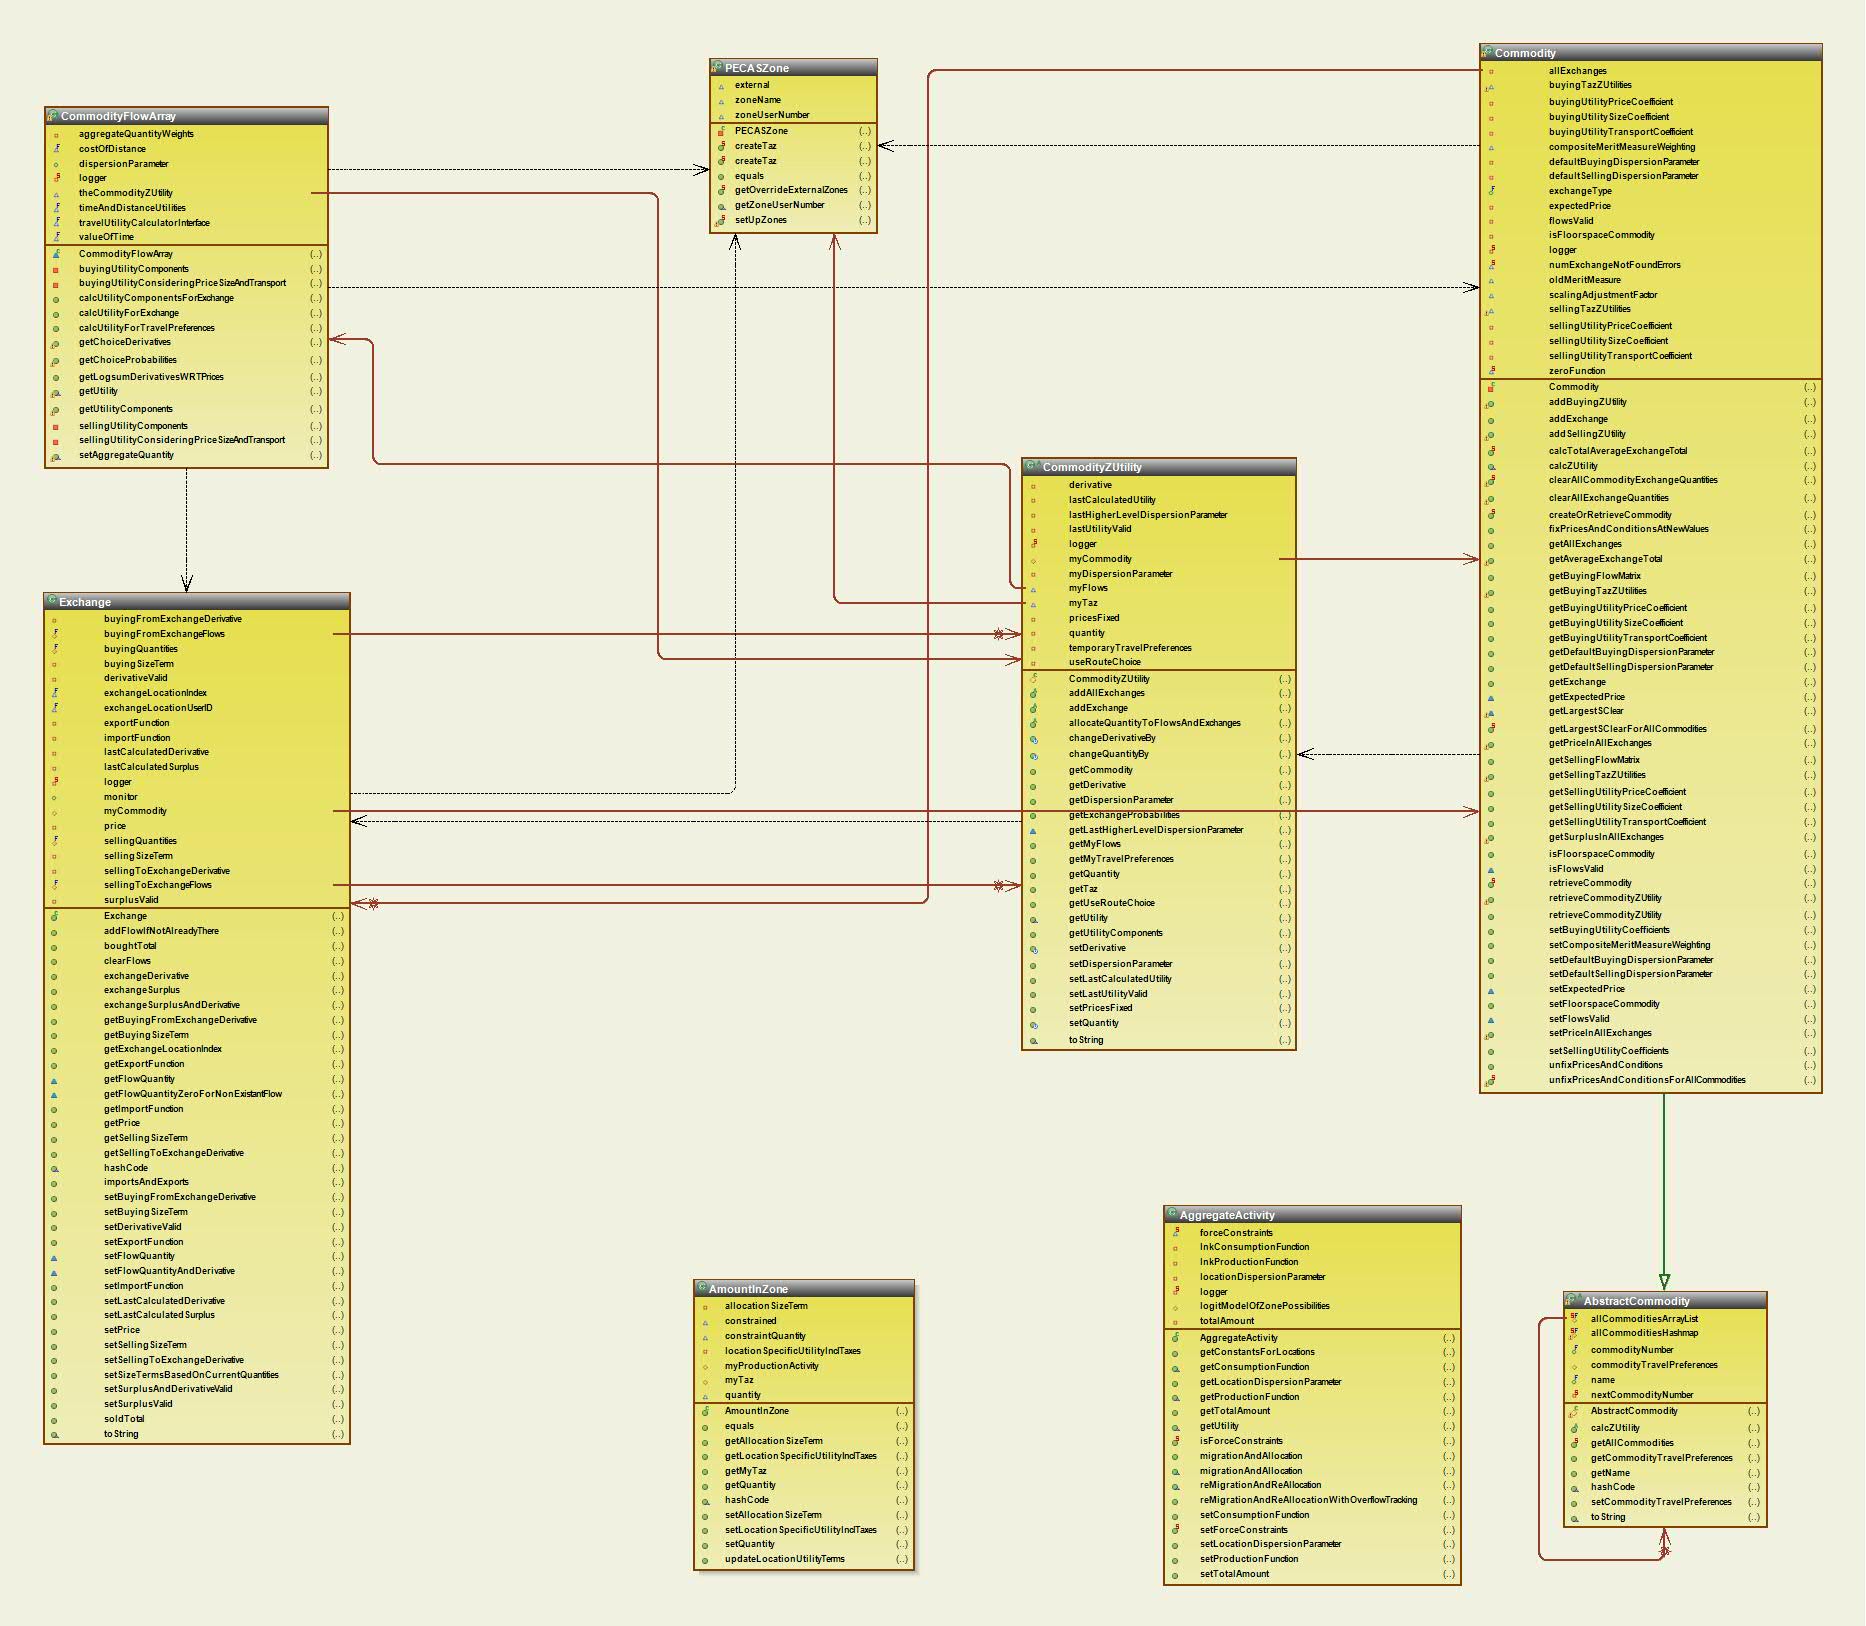 CommodityFlowArray
aggregateQuantityWeights
costOfDistance
dispersionParameter
logger
theCommodityZUtility
timeAndDistanceUtilities
travelUtilityCalculatorInterface
valueOfTime
CommodityFlowArray (..)
buyingUtilityComponents (..)
buyingUtilityConsideringPriceSizeAndTransport (..)
calcUtilityComponentsForExchange (..)
calcUtilityForExchange (..)
calcUtilityForTravelPreferences (..)
getChoiceDerivatives (..)
getChoiceProbabilities (..)
getLogsumDerivativesWRTPrices (..)
getUtility (..)
getUtilityComponents (..)
sellingUtilityComponents (..)
sellingUtilityConsideringPriceSizeAndTransport (..)
setAggregateQuantity (..)
PECASZone
external
zoneName
zoneUserNumber
PECASZone (..)
createTaz (..)
createTaz (..)
equals (..)
getOverrideExternalZones (..)
getZoneUserNumber (..)
setUpZones (..)
Commodity
allExchanges
buyingTazZUtilities
buyingUtilityPriceCoefficient
buyingUtilitySizeCoefficient
buyingUtilityTransportCoefficient
compositeMeritMeasureWeighting
defaultBuyingDispersionParameter
defaultSellingDispersionParameter
exchangeType
expectedPrice
flowsValid
isFloorspaceCommodity
logger
numExchangeNotFoundErrors
oldMeritMeasure
scalingAdjustmentFactor
sellingTazZUtilities
sellingUtilityPriceCoefficient
sellingUtilitySizeCoefficient
sellingUtilityTransportCoefficient
zeroFunction
Commodity (..)
addBuyingZUtility (..)
addExchange (..)
addSellingZUtility (..)
calcTotalAverageExchangeTotal (..)
calcZUtility (..)
clearAllCommodityExchangeQuantities (..)
clearAllExchangeQuantities (..)
createOrRetrieveCommodity (..)
fixPricesAndConditionsAtNewValues (..)
getAllExchanges (..)
getAverageExchangeTotal (..)
getBuyingFlowMatrix (..)
getBuyingTazZUtilities (..)
getBuyingUtilityPriceCoefficient (..)
getBuyingUtilitySizeCoefficient (..)
getBuyingUtilityTransportCoefficient (..)
getDefaultBuyingDispersionParameter (..)
getDefaultSellingDispersionParameter (..)
getExchange (..)
getExpectedPrice (..)
getLargestSClear (..)
getLargestSClearForAllCommodities (..)
getPriceInAllExchanges (..)
getSellingFlowMatrix (..)
getSellingTazZUtilities (..)
getSellingUtilityPriceCoefficient (..)
getSellingUtilitySizeCoefficient (..)
getSellingUtilityTransportCoefficient (..)
getSurplusInAllExchanges (..)
isFloorspaceCommodity (..)
isFlowsValid (..)
retrieveCommodity (..)
retrieveCommodityZUtility (..)
retrieveCommodityZUtility (..)
setBuyingUtilityCoefficients (..)
setCompositeMeritMeasureWeighting (..)
setDefaultBuyingDispersionParameter (..)
setDefaultSellingDispersionParameter (..)
setExpectedPrice (..)
setFloorspaceCommodity (..)
setFlowsValid (..)
setPriceInAllExchanges (..)
setSellingUtilityCoefficients (..)
unfixPricesAndConditions (..)
unfixPricesAndConditionsForAllCommodities (..)
CommodityZUtility
derivative
lastCalculatedUtility
lastHigherLevelDispersionParameter
lastUtilityValid
logger
myCommodity
myDispersionParameter
myFlows
myTaz
pricesFixed
quantity
temporaryTravelPreferences
useRouteChoice
CommodityZUtility (..)
addAllExchanges (..)
addExchange (..)
allocateQuantityToFlowsAndExchanges (..)
changeDerivativeBy (..)
changeQuantityBy (..)
getCommodity (..)
getDerivative (..)
getDispersionParameter (..)
getExchangeProbabilities (..)
getLastHigherLevelDispersionParameter (..)
getMyFlows (..)
getMyTravelPreferences (..)
getQuantity (..)
getTaz (..)
getUseRouteChoice (..)
getUtility (..)
getUtilityComponents (..)
setDerivative (..)
setDispersionParameter (..)
setLastCalculatedUtility (..)
setLastUtilityValid (..)
setPricesFixed (..)
setQuantity (..)
toString (..)
Exchange
buyingFromExchangeDerivative
buyingFromExchangeFlows
buyingQuantities
buyingSizeTerm
derivativeValid
exchangeLocationIndex
exchangeLocationUserID
exportFunction
importFunction
lastCalculatedDerivative
lastCalculatedSurplus
logger
monitor
myCommodity
price
sellingQuantities
sellingSizeTerm
sellingToExchangeDerivative
sellingToExchangeFlows
surplusValid
Exchange (..)
addFlowIfNotAlreadyThere (..)
boughtTotal (..)
clearFlows (..)
exchangeDerivative (..)
exchangeSurplus (..)
exchangeSurplusAndDerivative (..)
getBuyingFromExchangeDerivative (..)
getBuyingSizeTerm (..)
getExchangeLocationIndex (..)
getExportFunction (..)
getFlowQuantity (..)
getFlowQuantityZeroForNonExistantFlow (..)
getImportFunction (..)
getPrice (..)
getSellingSizeTerm (..)
getSellingToExchangeDerivative (..)
hashCode (..)
importsAndExports (..)
setBuyingFromExchangeDerivative (..)
setBuyingSizeTerm (..)
setDerivativeValid (..)
setExportFunction (..)
setFlowQuantity (..)
setFlowQuantityAndDerivative (..)
setImportFunction (..)
setLastCalculatedDerivative (..)
setLastCalculatedSurplus (..)
setPrice (..)
setSellingSizeTerm (..)
setSellingToExchangeDerivative (..)
setSizeTermsBasedOnCurrentQuantities (..)
setSurplusAndDerivativeValid (..)
setSurplusValid (..)
soldTotal (..)
toString (..)
AmountInZone
allocationSizeTerm
constrained
constraintQuantity
locationSpecificUtilityInclTaxes
myProductionActivity
myTaz
quantity
AmountInZone (..)
equals (..)
getAllocationSizeTerm (..)
getLocationSpecificUtilityInclTaxes (..)
getMyTaz (..)
getQuantity (..)
hashCode (..)
setAllocationSizeTerm (..)
setLocationSpecificUtilityInclTaxes (..)
setQuantity (..)
updateLocationUtilityTerms (..)
AggregateActivity
forceConstraints
lnkConsumptionFunction
lnkProductionFunction
locationDispersionParameter
logger
logitModelOfZonePossibilities
totalAmount
AggregateActivity (..)
getConstantsForLocations (..)
getConsumptionFunction (..)
getLocationDispersionParameter (..)
getProductionFunction (..)
getTotalAmount (..)
getUtility (..)
isForceConstraints (..)
migrationAndAllocation (..)
migrationAndAllocation (..)
reMigrationAndReAllocation (..)
reMigrationAndReAllocationWithOverflowTracking (..)
setConsumptionFunction (..)
setForceConstraints (..)
setLocationDispersionParameter (..)
setProductionFunction (..)
setTotalAmount (..)
AbstractCommodity
allCommoditiesArrayList
allCommoditiesHashmap
commodityNumber
commodityTravelPreferences
name
nextCommodityNumber
AbstractCommodity (..)
calcZUtility (..)
getAllCommodities (..)
getCommodityTravelPreferences (..)
getName (..)
hashCode (..)
setCommodityTravelPreferences (..)
toString (..)